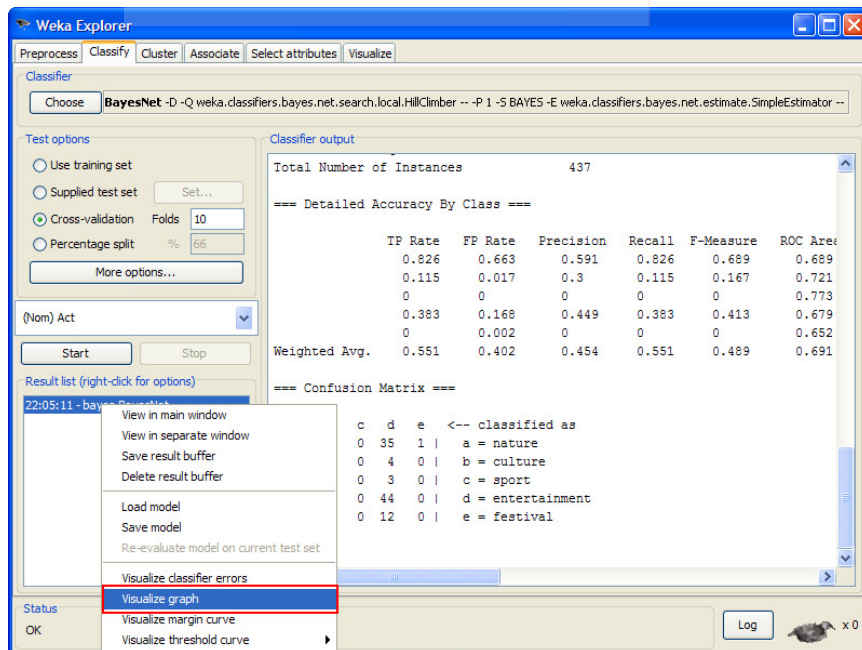 Weka Explorer
Preprocess Classify Cluster Associate Select attributes Visualize
Classifier
Choose BayesNet -D -Q weka.classifiers.bayes.net.search.local.HillClimber -- -P 1 -S BAYES -E weka.classifiers.bayes.net.estimate.SimpleEstimator --
Test options
Use training set
Supplied test set Set...
Cross-validation Folds 10
Percentage split % 66
More options...
(Nom) Act
Start Stop
Result list (right-click for options)
22:05:11 - bayes.BayesNet
Classifier output
Total Number of Instances 437
=== Detailed Accuracy By Class ===
TP Rate FP Rate Precision Recall F-Measure ROC Area
0.826 0.663 0.591 0.826 0.689 0.689
0.115 0.017 0.3 0.115 0.167 0.721
0 0 0 0 0 0.773
0.383 0.168 0.449 0.383 0.413 0.679
0 0.002 0 0 0 0.652
Weighted Avg. 0.551 0.402 0.454 0.551 0.489 0.691
=== Confusion Matrix ===
c d e <-- classified as
0 35 1 | a = nature
0 4 0 | b = culture
0 3 0 | c = sport
0 44 0 | d = entertainment
0 12 0 | e = festival
View in main window
View in separate window
Save result buffer
Delete result buffer
Load model
Save model
Re-evaluate model on current test set
Visualize classifier errors
Visualize graph
Visualize margin curve
Visualize threshold curve
Status
OK
Log
x 0